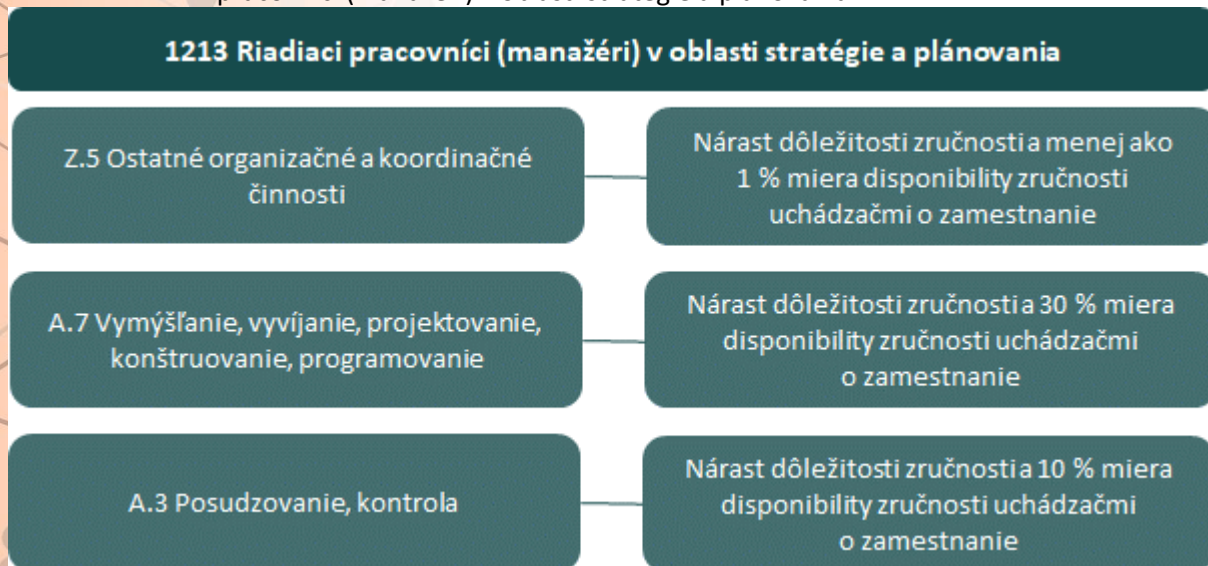 1213 Riadiaci pracovníci (manažéri) v oblasti stratégie a plánovania
Z.5 Ostatné organizačné a koordinačné
činnosti
Nárast dôležitosti zručnosti a menej ako
1 % miera disponibility zručnosti
uchádzačmi o zamestnanie
A.7 Vymýšľanie, vyvíjanie, projektovanie,
konštruovanie, programovanie
Nárast dôležitosti zručnosti a 30 % miera
disponibility zručnosti uchádzačmi
o zamestnanie
A.3 Posudzovanie, kontrola
Nárast dôležitosti zručnosti a 10 % miera
disponibility zručnosti uchádzačmi
o zamestnanie